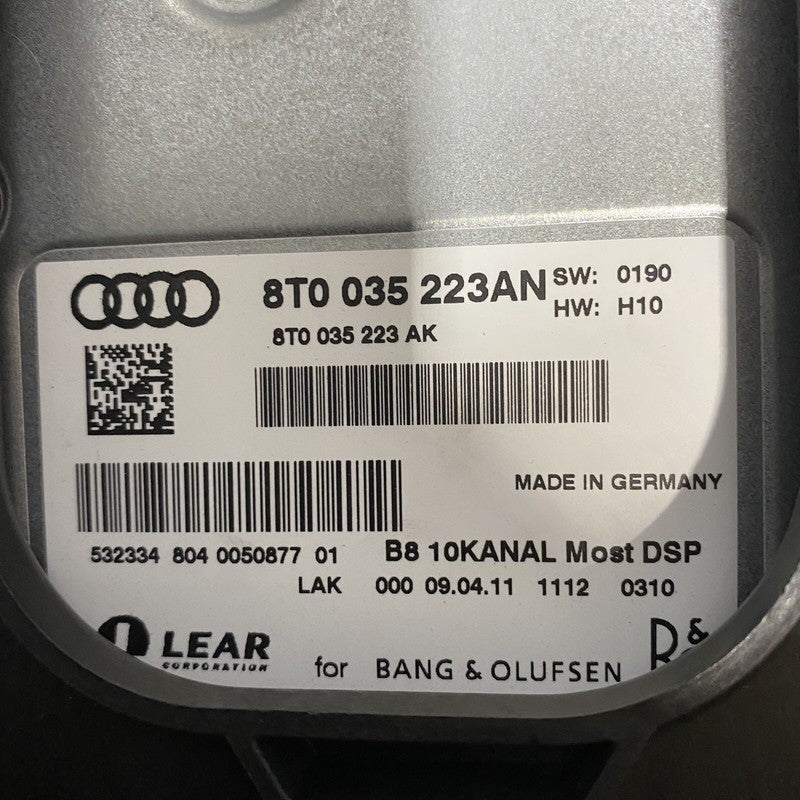 8T0 035 223AN SW: 0190
HW: H10
8T0 035 223 AK
MADE IN GERMANY
532334 804 0050877 01 B8 10KANAL Most DSP
LAK 000 09.04.11 1112 0310
LEAR
CORPORATION
for BANG & OLUFSEN